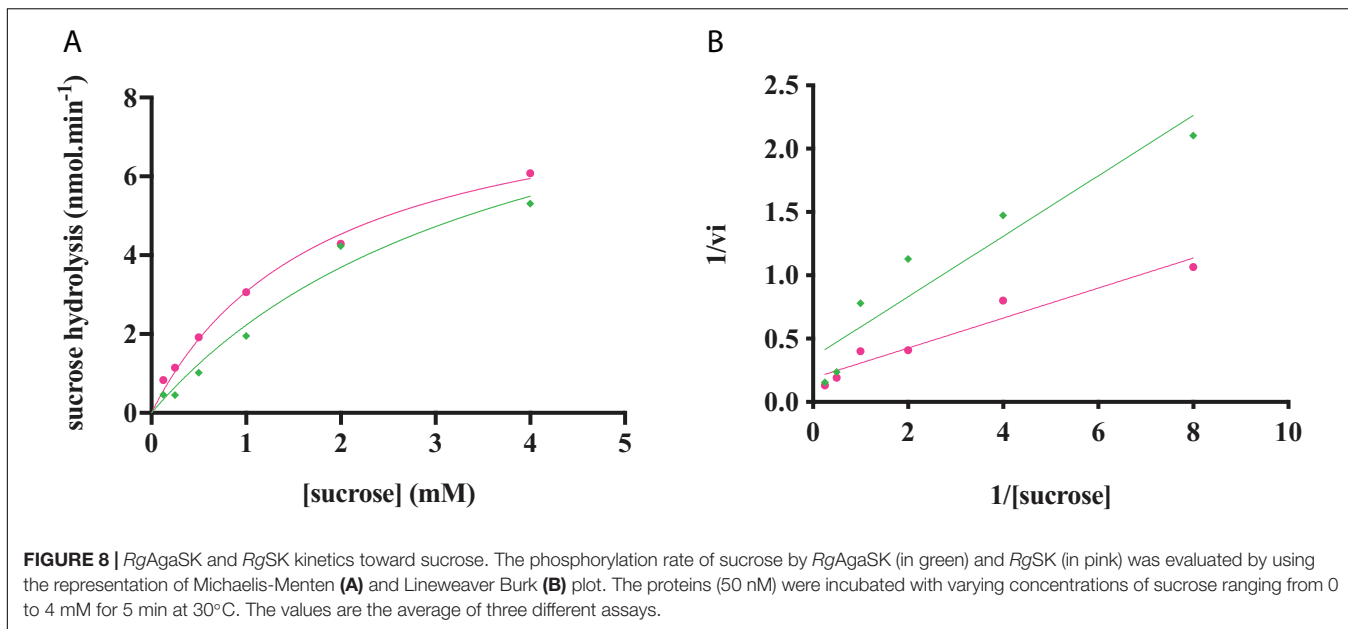 A
sucrose hydrolysis (nmol.min⁻¹)
8
6
4
2
0
0 1 2 3 4 5
[sucrose] (mM)
B
1/vi
2.5
2.0
1.5
1.0
0.5
0.0
0 2 4 6 8 10
1/[sucrose]
FIGURE 8 | RgAgaSK and RgSK kinetics toward sucrose. The phosphorylation rate of sucrose by RgAgaSK (in green) and RgSK (in pink) was evaluated by using
the representation of Michaelis-Menten (A) and Lineweaver Burk (B) plot. The proteins (50 nM) were incubated with varying concentrations of sucrose ranging from 0
to 4 mM for 5 min at 30°C. The values are the average of three different assays.